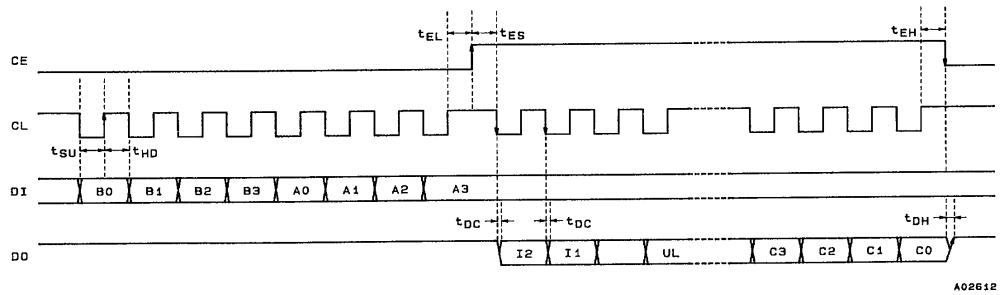 tEL tES tEH
CE
CL
tSU tHD
DI B0 B1 B2 B3 A0 A1 A2 A3
tDC tDC tDH
DO I2 I1 UL C3 C2 C1 C0
A02612